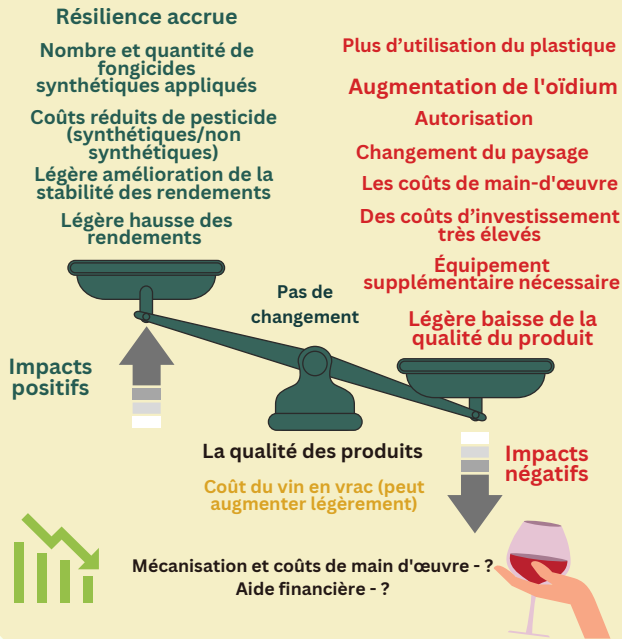 Résilience accrue
Nombre et quantité de
fongicides
synthétiques appliqués
Coûts réduits de pesticide
(synthétiques/non
synthétiques)
Légère amélioration de la
stabilité des rendements
Légère hausse des
rendements
Plus d’utilisation du plastique
Augmentation de l'oïdium
Autorisation
Changement du paysage
Les coûts de main-d'œuvre
Des coûts d’investissement
très élevés
Équipement
supplémentaire nécessaire
Légère baisse de la
qualité du produit
Pas de
changement
Impacts
positifs
La qualité des produits
Coût du vin en vrac (peut
augmenter légèrement)
Impacts
négatifs
Mécanisation et coûts de main d'œuvre - ?
Aide financière - ?